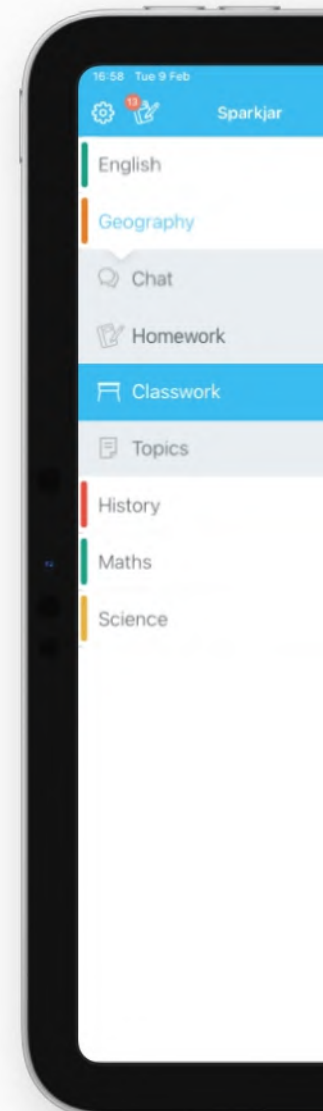 16:58 Tue 9 Feb
13
Sparkjar
English
Geography
Chat
Homework
Classwork
Topics
History
Maths
Science